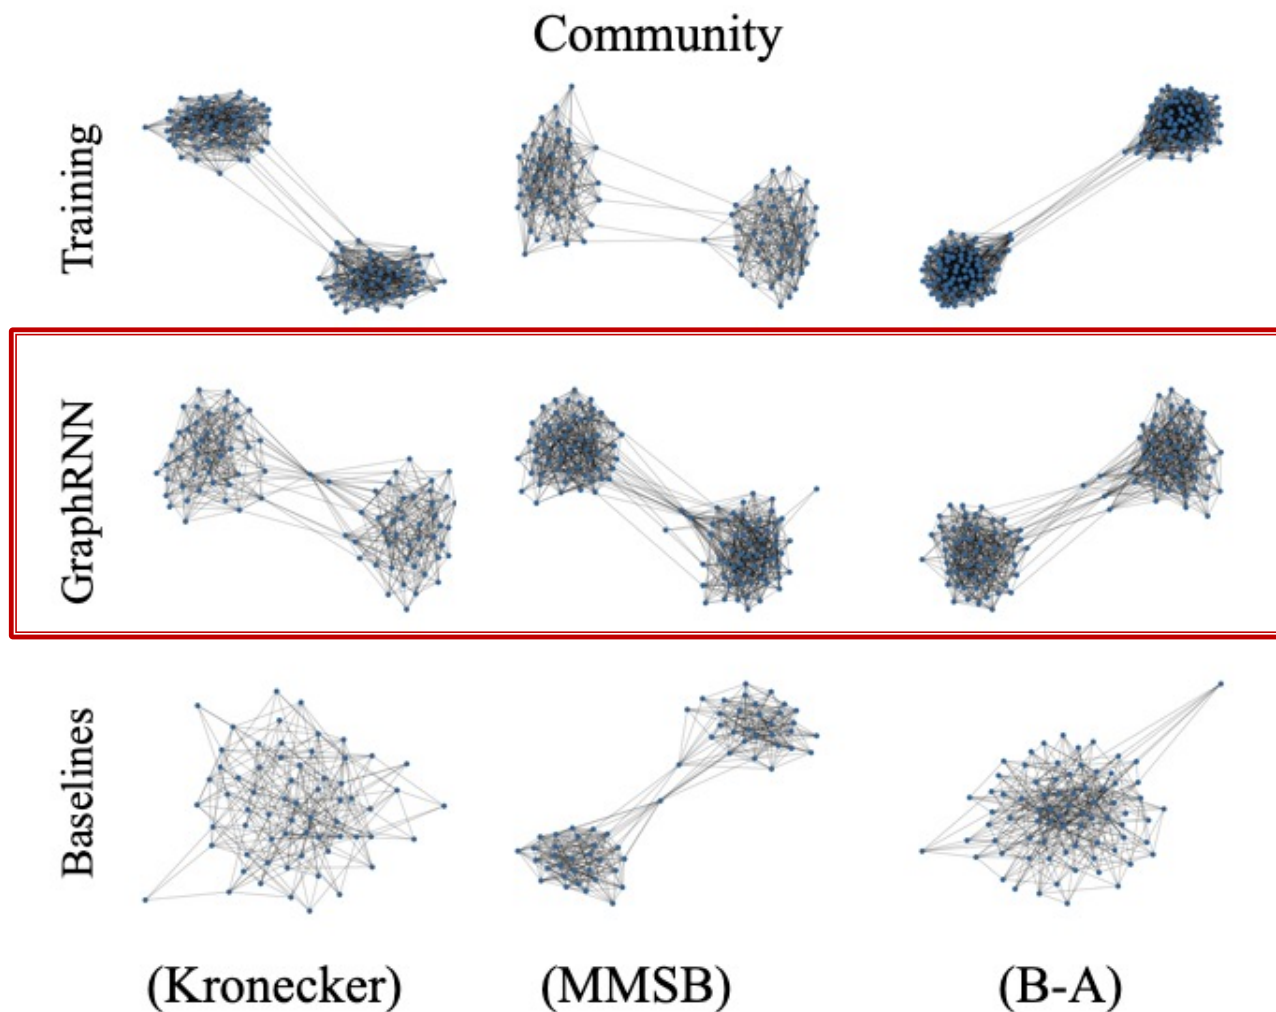 Community
Training
GraphRNN
Baselines
(Kronecker)
(MMSB)
(B-A)